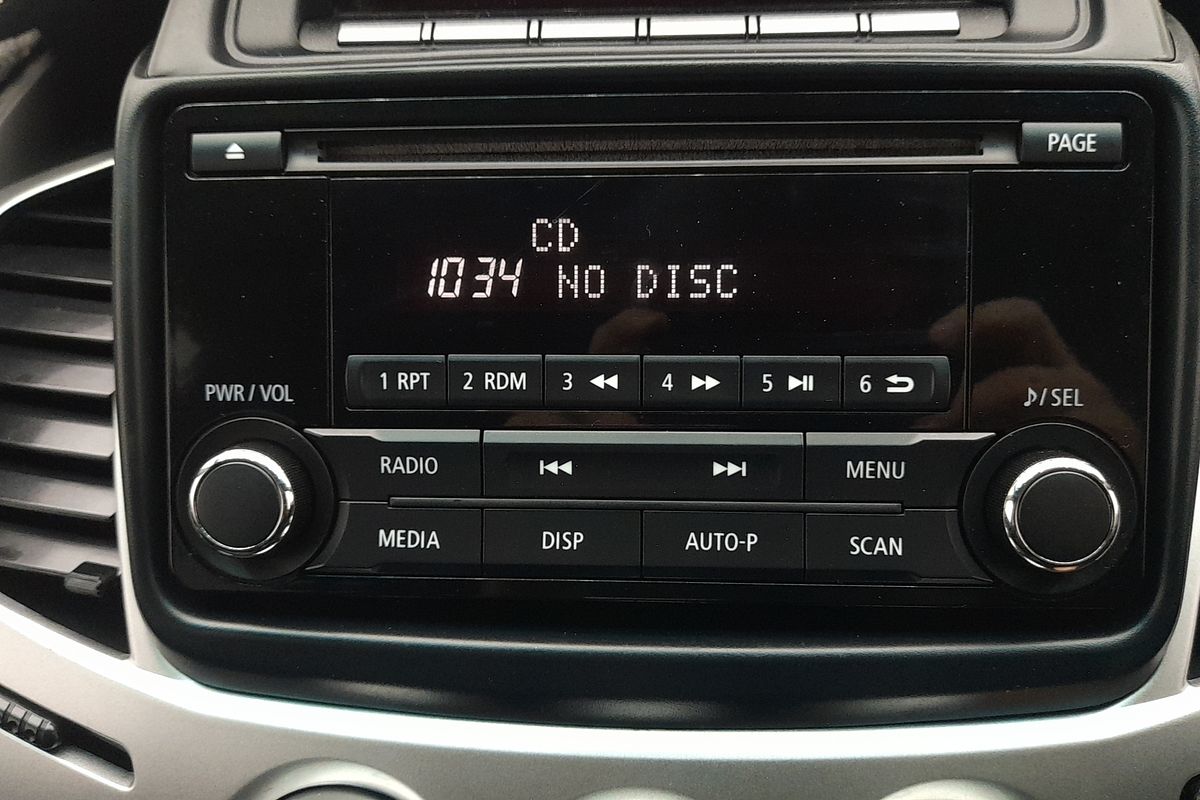 PAGE
CD
1034 NO DISC
1 RPT 2 RDM 3 4 5 6
PWR / VOL
/ SEL
RADIO MENU
MEDIA DISP AUTO-P SCAN